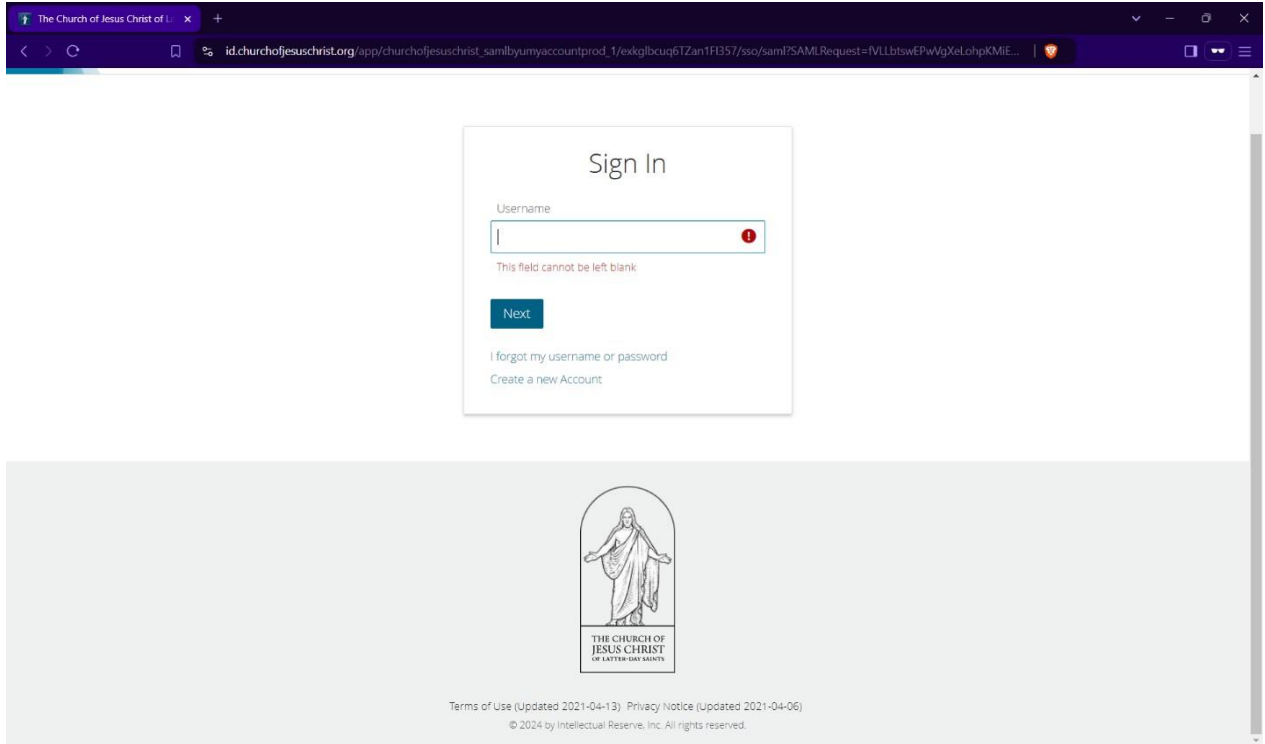 The Church of Jesus Christ of L
id.churchofjesuschrist.org/app/churchofjesuschrist_samlbyumyaccountprod_1/exkglbcuq6TZan1FI357/sso/saml?SAMLRequest=fVLLbtswEPwVgXeLohpKMiE...
Sign In
Username
This field cannot be left blank
Next
I forgot my username or password
Create a new Account
THE CHURCH OF
JESUS CHRIST
OF LATTER-DAY SAINTS
Terms of Use (Updated 2021-04-13) Privacy Notice (Updated 2021-04-06)
© 2024 by Intellectual Reserve, Inc. All rights reserved.